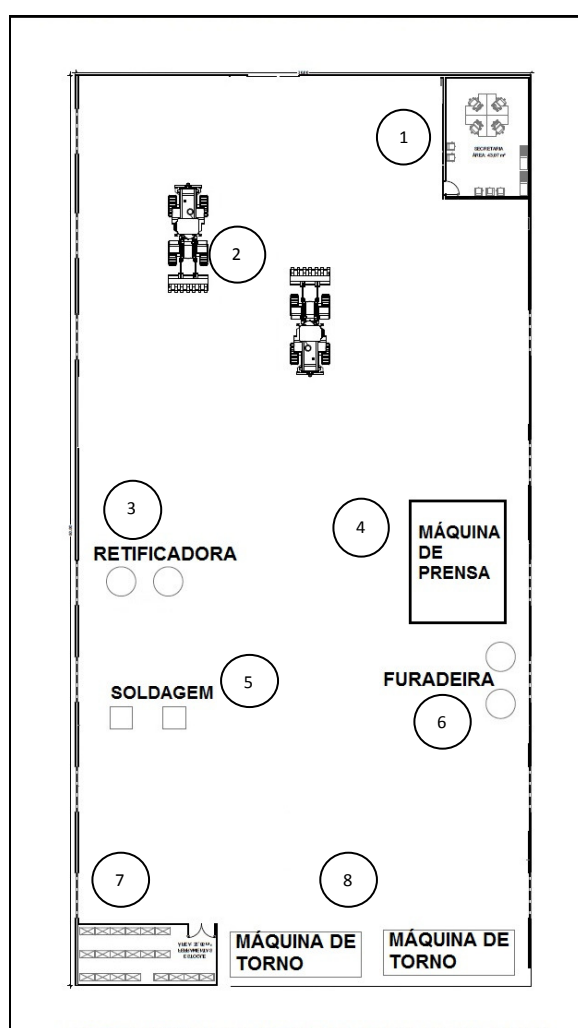 1
SECRETARIA
2
3
4
RETIFICADORA
MÁQUINA
DE
PRENSA
5
FURADEIRA
SOLDAGEM
6
7
8
MÁQUINA DE
TORNO
MÁQUINA DE
TORNO